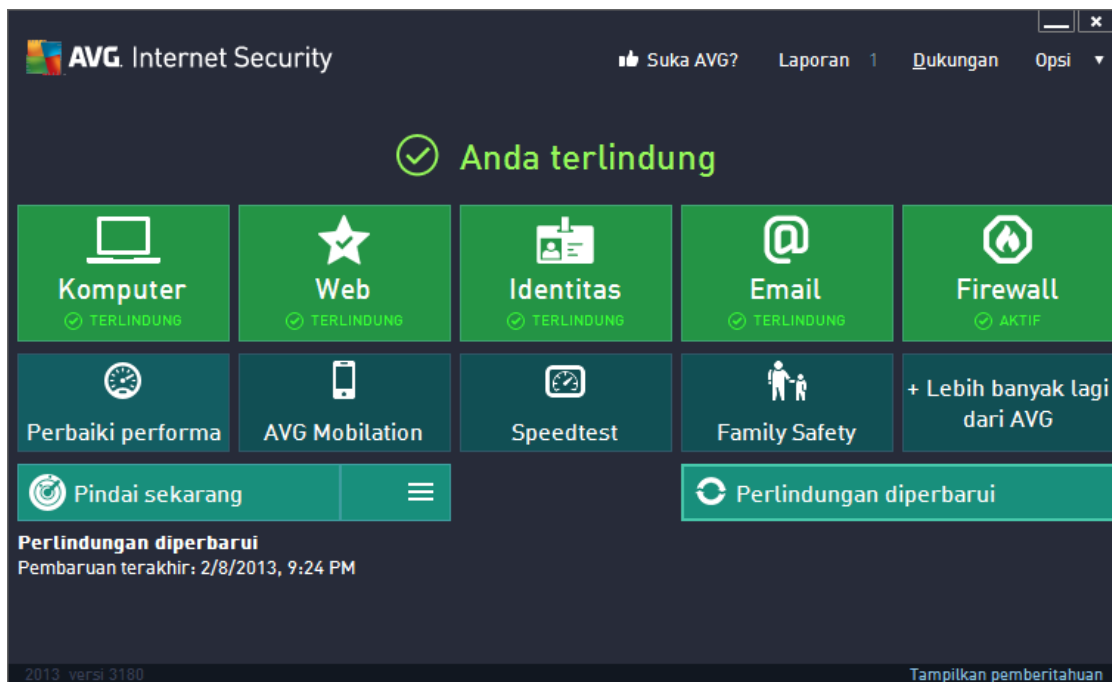 AVG. Internet Security
Suka AVG? Laporan 1 Dukungan Opsi
Anda terlindung
Komputer
TERLINDUNG
Web
TERLINDUNG
Identitas
TERLINDUNG
Email
TERLINDUNG
Firewall
AKTIF
Perbaiki performa
AVG Mobilation
Speedtest
Family Safety
+ Lebih banyak lagi
dari AVG
Pindai sekarang
Perlindungan diperbarui
Perlindungan diperbarui
Pembaruan terakhir: 2/8/2013, 9:24 PM
2013 versi 3180
Tampilkan pemberitahuan